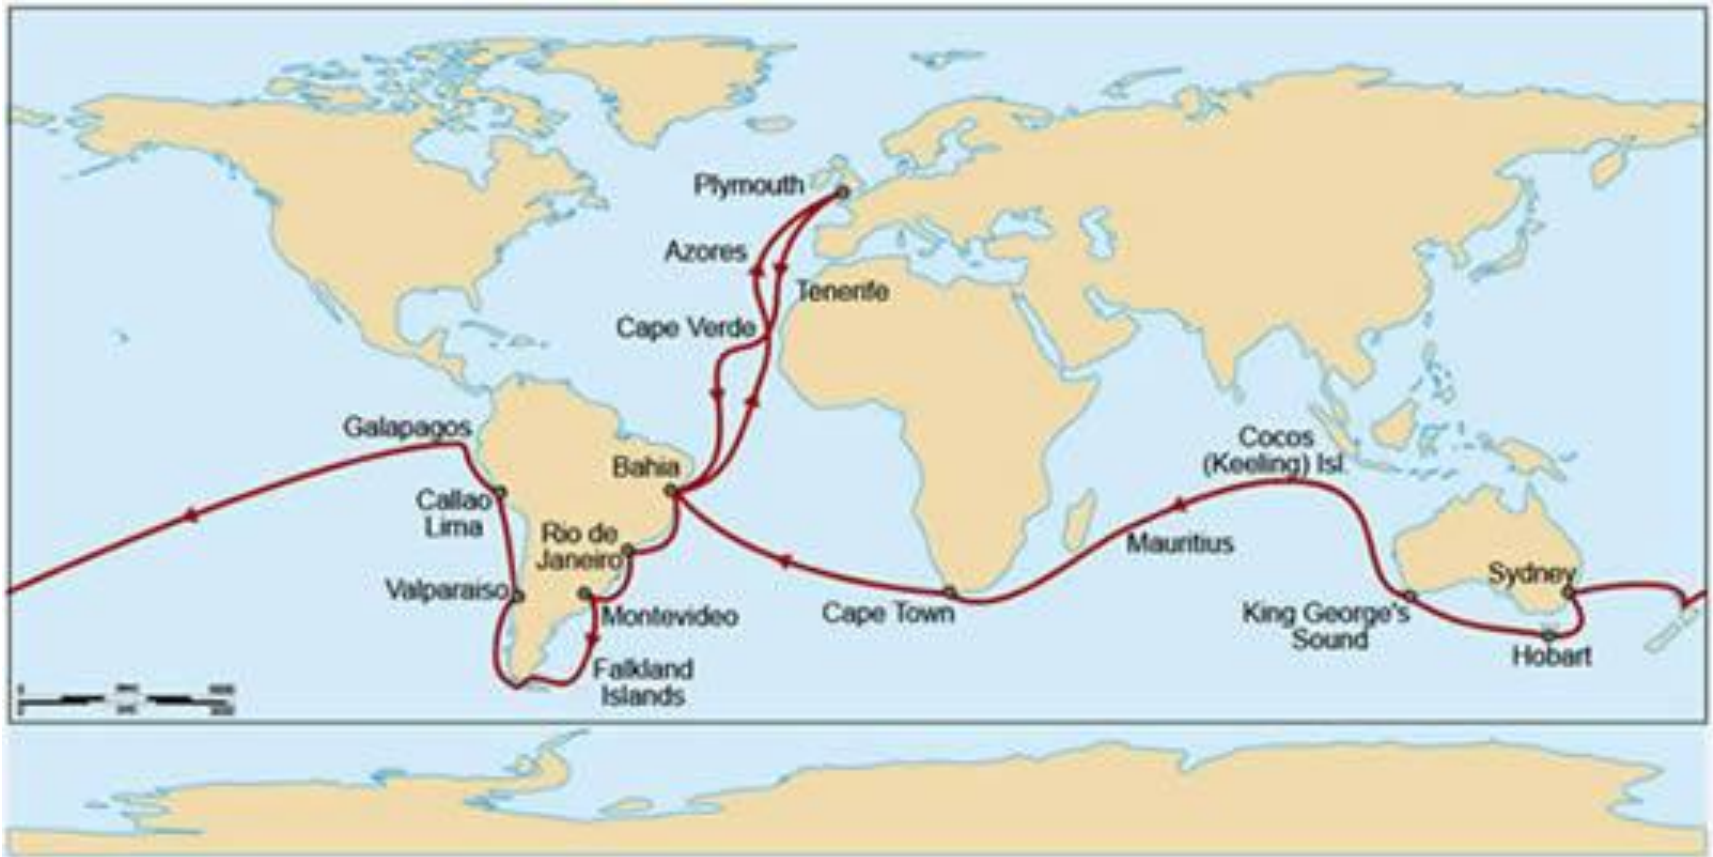 Plymouth
Azores
Tenerife
Cape Verde
Galapagos
Bahia
Cocos
(Keeling) Isl.
Callao
Lima
Rio de
Janeiro
Mauritius
Valparaiso
Sydney
Montevideo
Cape Town
King George's
Sound
Hobart
Falkland
Islands